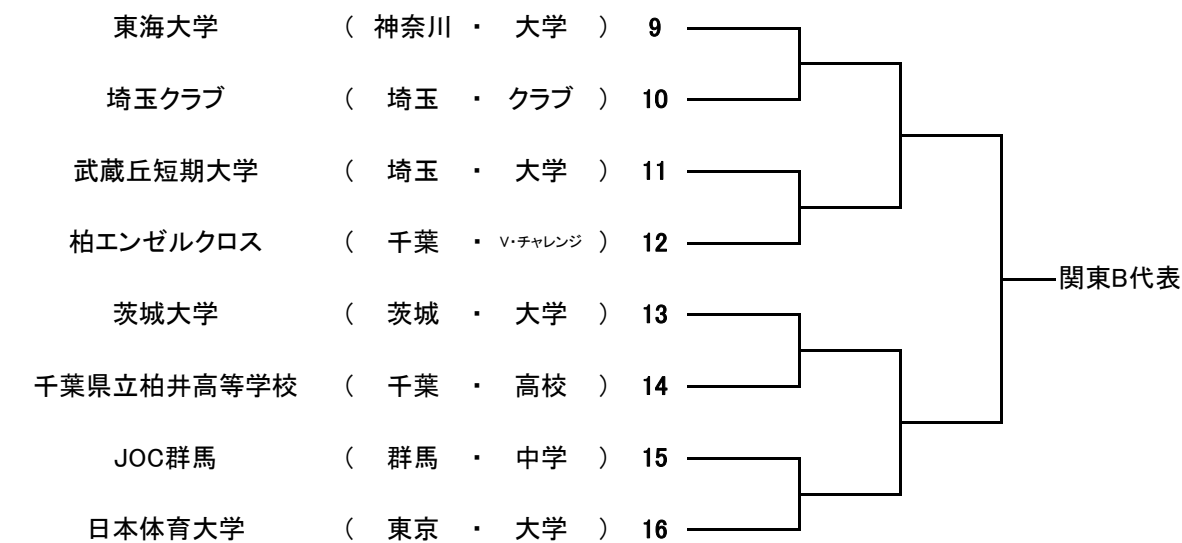 東海大学 （ 神奈川 ・ 大学 ） 9
埼玉クラブ （ 埼玉 ・ クラブ ） 10
武蔵丘短期大学 （ 埼玉 ・ 大学 ） 11
柏エンゼルクロス （ 千葉 ・ V・チャレンジ ） 12
関東B代表
茨城大学 （ 茨城 ・ 大学 ） 13
千葉県立柏井高等学校 （ 千葉 ・ 高校 ） 14
JOC群馬 （ 群馬 ・ 中学 ） 15
日本体育大学 （ 東京 ・ 大学 ） 16